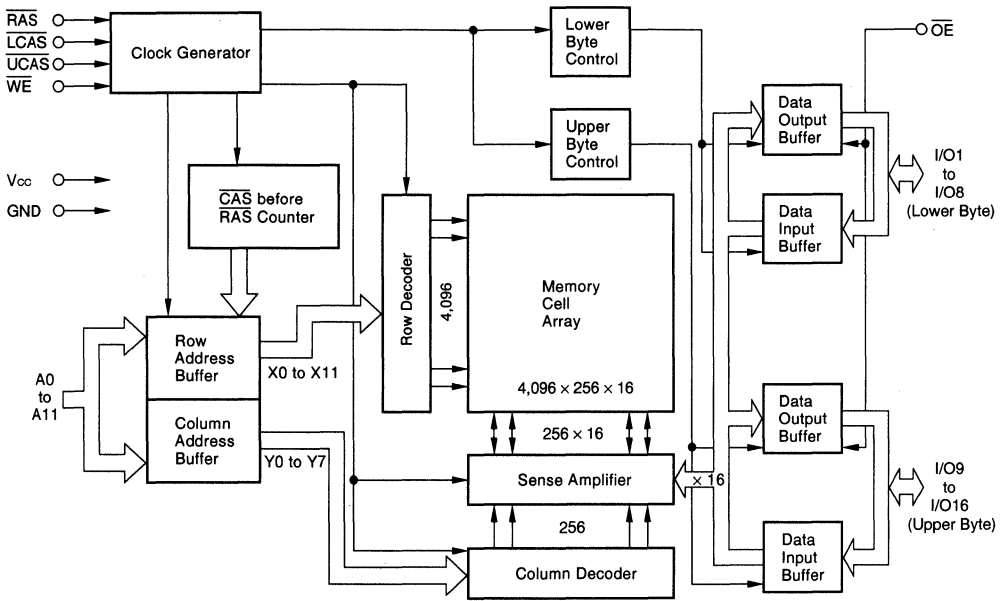 RAS
LCAS
UCAS
WE
Clock Generator
Lower
Byte
Control
Upper
Byte
Control
OE
Data
Output
Buffer
I/O1
to
I/O8
(Lower Byte)
Data
Input
Buffer
VCC
GND
CAS before
RAS Counter
Row Decoder
4,096
Memory
Cell
Array
4,096 × 256 × 16
A0
to
A11
Row
Address
Buffer
X0 to X11
Column
Address
Buffer
Y0 to Y7
256 × 16
Sense Amplifier
× 16
256
Column Decoder
Data
Output
Buffer
I/O9
to
I/O16
(Upper Byte)
Data
Input
Buffer